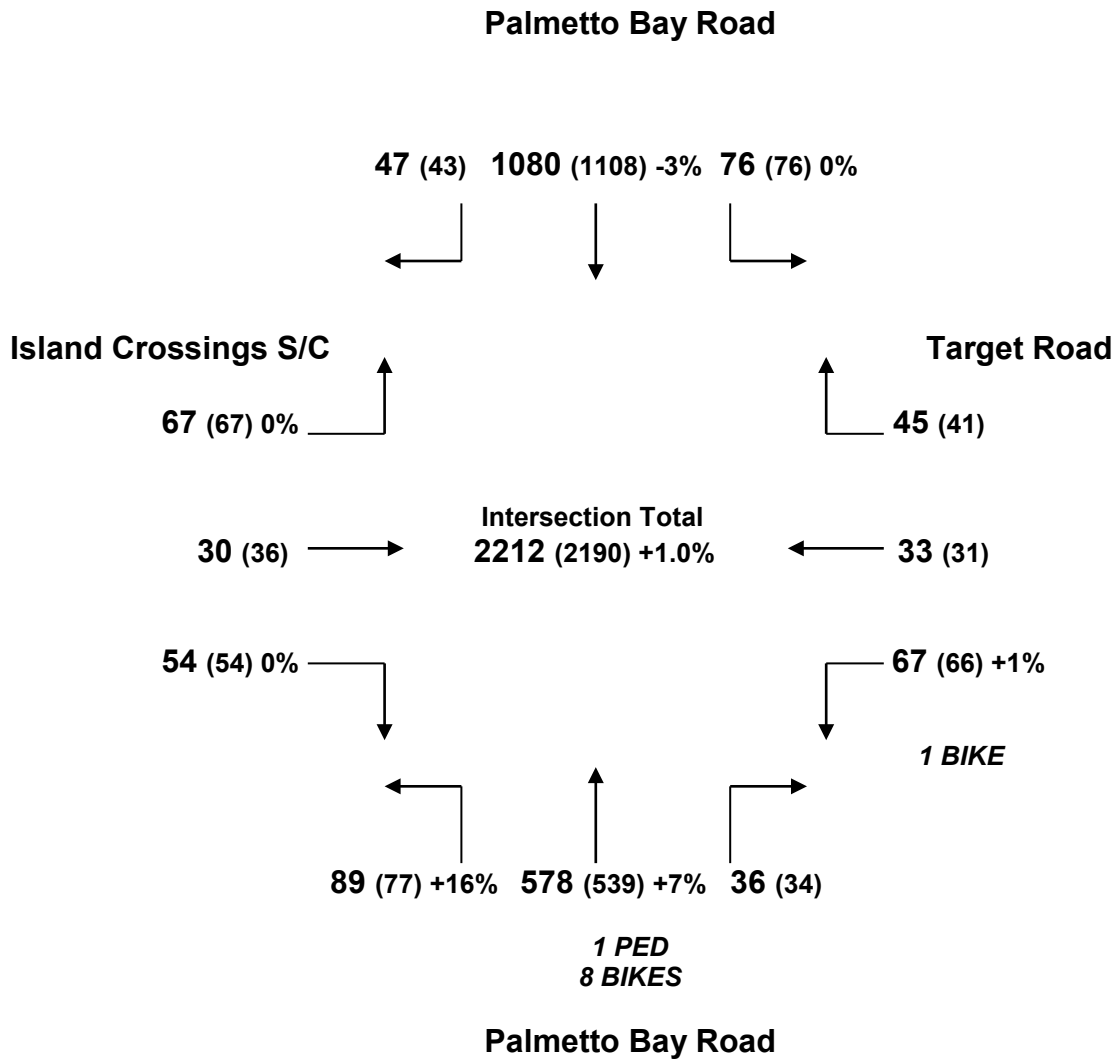 Palmetto Bay Road
47 (43) 1080 (1108) -3% 76 (76) 0%
Island Crossings S/C Target Road
67 (67) 0% 45 (41)
Intersection Total
30 (36) 2212 (2190) +1.0% 33 (31)
54 (54) 0% 67 (66) +1%
1 BIKE
89 (77) +16% 578 (539) +7% 36 (34)
1 PED
8 BIKES
Palmetto Bay Road